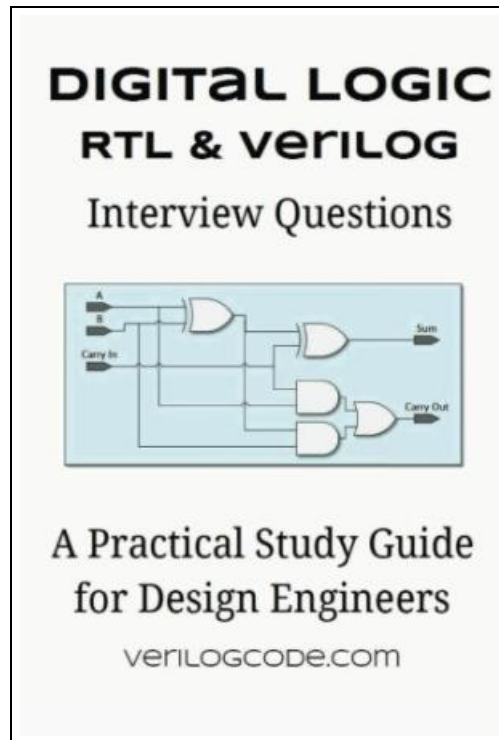 DIGITAL LOGIC
RTL & VERILOG
Interview Questions
A
B
Carry In
Sum
Carry Out
A Practical Study Guide
for Design Engineers
verilogcode.com